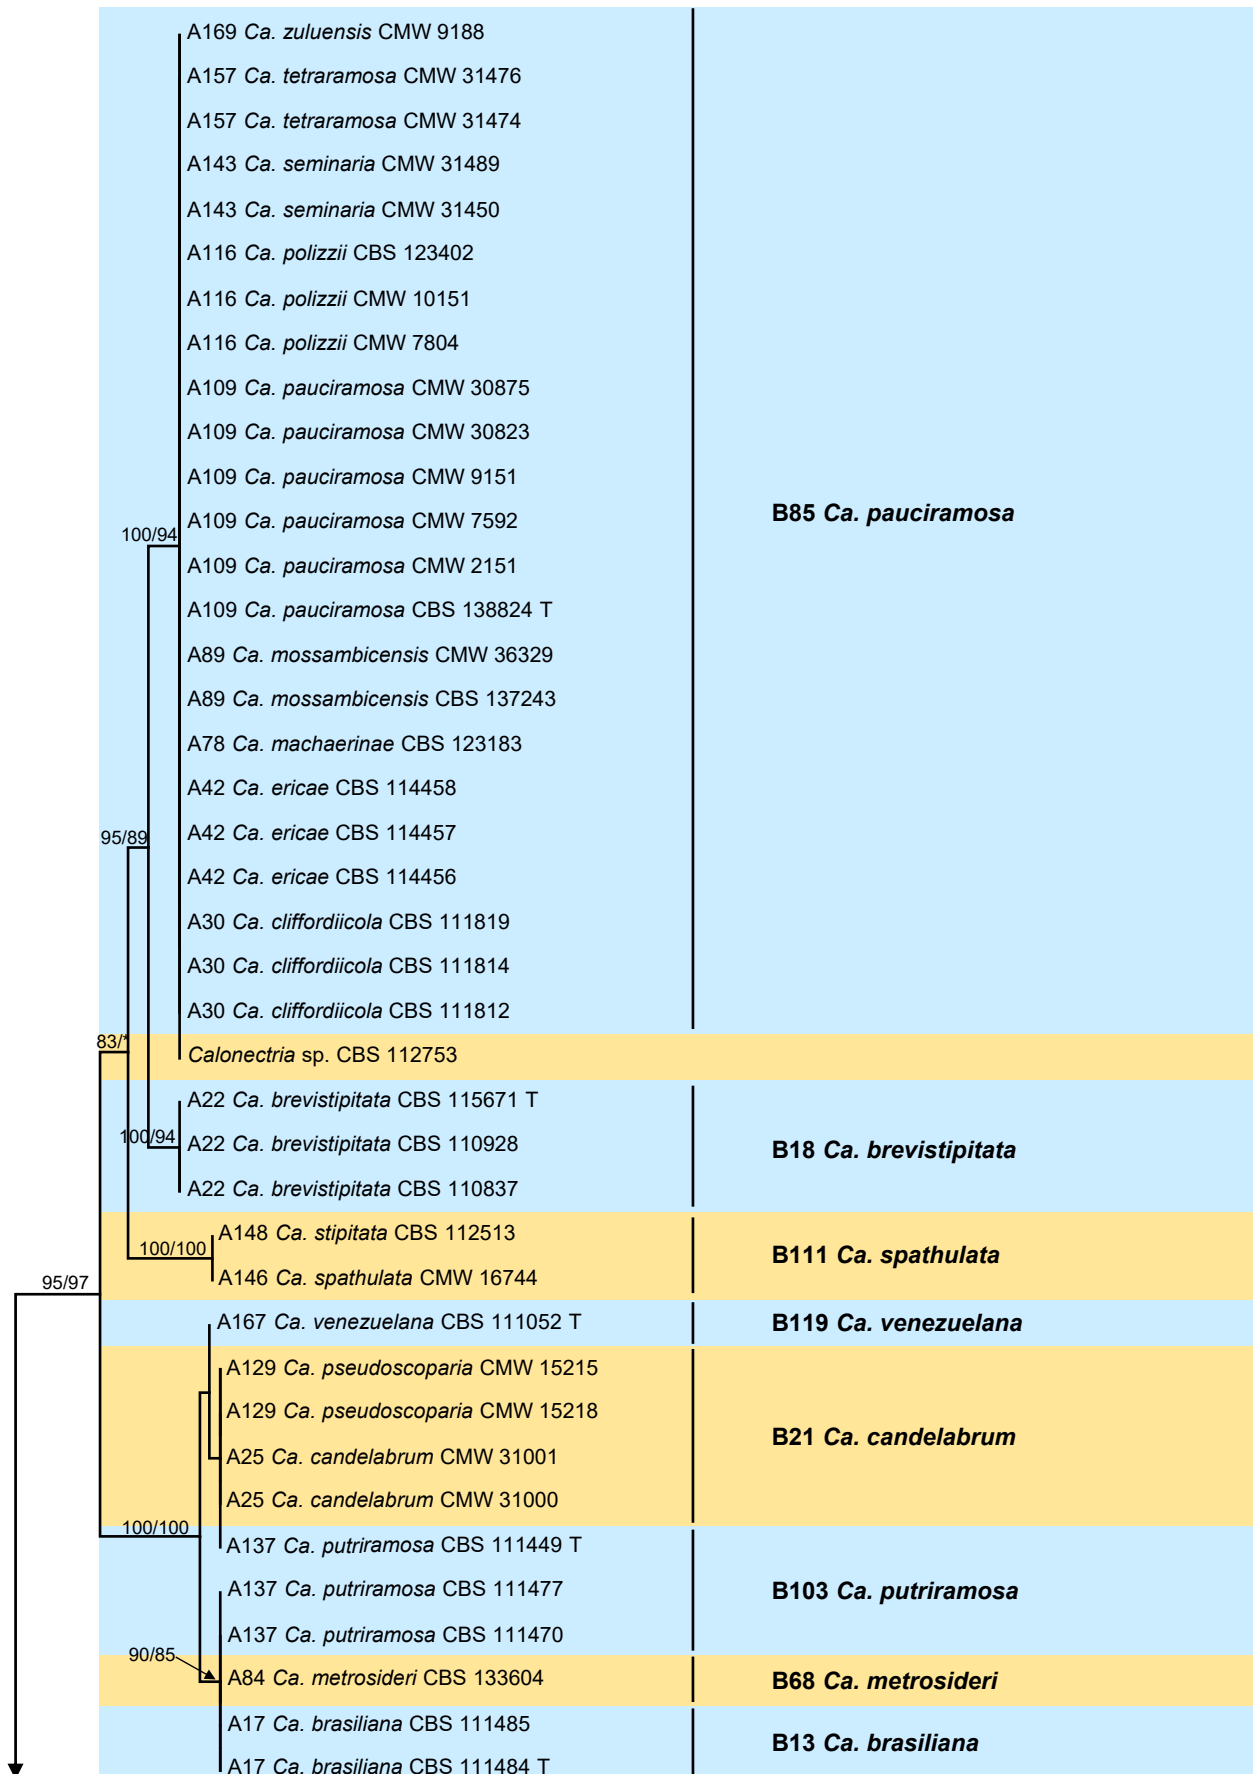 A169 Ca. zuluensis CMW 9188
A157 Ca. tetraramosa CMW 31476
A157 Ca. tetraramosa CMW 31474
A143 Ca. seminaria CMW 31489
A143 Ca. seminaria CMW 31450
A116 Ca. polizzii CBS 123402
A116 Ca. polizzii CMW 10151
A116 Ca. polizzii CMW 7804
A109 Ca. pauciramosa CMW 30875
A109 Ca. pauciramosa CMW 30823
A109 Ca. pauciramosa CMW 9151
B85 Ca. pauciramosa
A109 Ca. pauciramosa CMW 7592
100/94
A109 Ca. pauciramosa CMW 2151
A109 Ca. pauciramosa CBS 138824 T
A89 Ca. mossambicensis CMW 36329
A89 Ca. mossambicensis CBS 137243
A78 Ca. machaerinae CBS 123183
A42 Ca. ericae CBS 114458
A42 Ca. ericae CBS 114457
95/89
A42 Ca. ericae CBS 114456
A30 Ca. cliffordiicola CBS 111819
A30 Ca. cliffordiicola CBS 111814
A30 Ca. cliffordiicola CBS 111812
83/*
Calonectria sp. CBS 112753
A22 Ca. brevistipitata CBS 115671 T
100/94
A22 Ca. brevistipitata CBS 110928
B18 Ca. brevistipitata
A22 Ca. brevistipitata CBS 110837
A148 Ca. stipitata CBS 112513
100/100
B111 Ca. spathulata
A146 Ca. spathulata CMW 16744
95/97
A167 Ca. venezuelana CBS 111052 T
B119 Ca. venezuelana
A129 Ca. pseudoscoparia CMW 15215
A129 Ca. pseudoscoparia CMW 15218
B21 Ca. candelabrum
A25 Ca. candelabrum CMW 31001
A25 Ca. candelabrum CMW 31000
100/100
A137 Ca. putriramosa CBS 111449 T
A137 Ca. putriramosa CBS 111477
B103 Ca. putriramosa
A137 Ca. putriramosa CBS 111470
90/85
A84 Ca. metrosideri CBS 133604
B68 Ca. metrosideri
A17 Ca. brasiliana CBS 111485
B13 Ca. brasiliana
A17 Ca. brasiliana CBS 111484 T